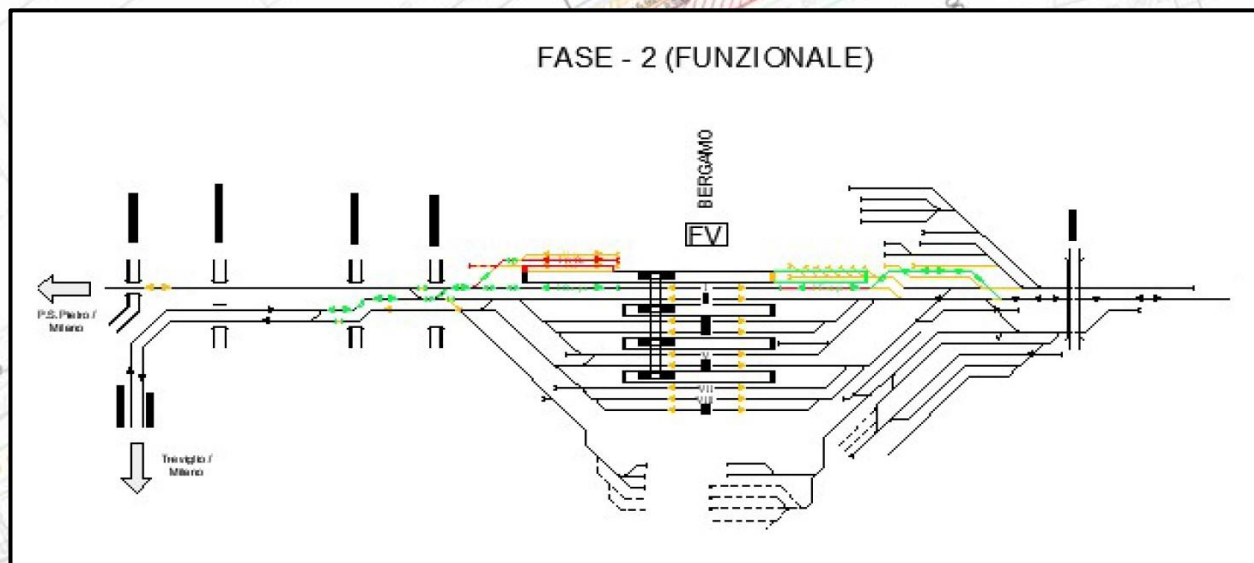 FASE - 2 (FUNZIONALE)
BERGAMO
FV
I
P.S. Pietro /
Milano
V
VII
VIII
Treviglio /
Milano